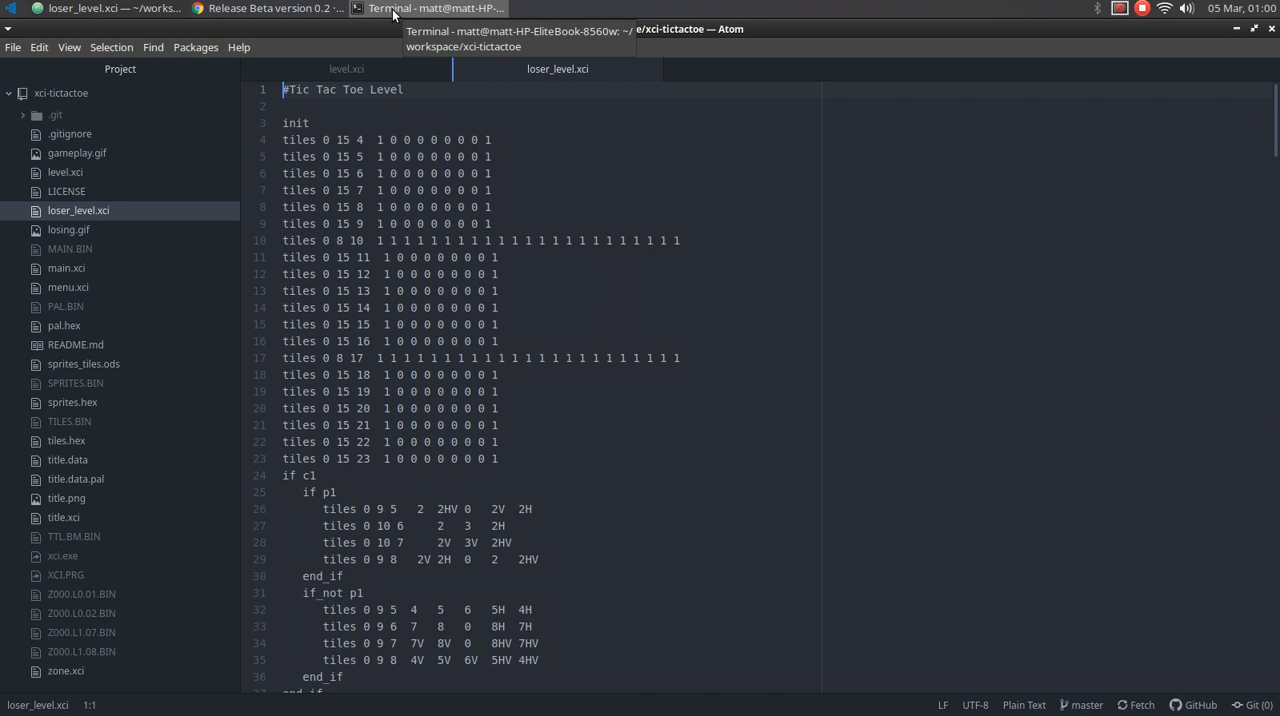 loser_level.xci — ~/works...
Release Beta version 0.2 ·...
Terminal - matt@matt-HP-...
05 Mar, 01:00
Terminal - matt@matt-HP-EliteBook-8560w: ~/
workspace/xci-tictactoe
e/xci-tictactoe — Atom
File Edit View Selection Find Packages Help
Project
level.xci
loser_level.xci
xci-tictactoe
.git
.gitignore
gameplay.gif
level.xci
LICENSE
loser_level.xci
losing.gif
MAIN.BIN
main.xci
menu.xci
PAL.BIN
pal.hex
README.md
sprites_tiles.ods
SPRITES.BIN
sprites.hex
TILES.BIN
tiles.hex
title.data
title.data.pal
title.png
title.xci
TTL.BM.BIN
xci.exe
XCI.PRG
Z000.L0.01.BIN
Z000.L0.02.BIN
Z000.L1.07.BIN
Z000.L1.08.BIN
zone.xci
1 #Tic Tac Toe Level
2
3 init
4 tiles 0 15 4 1 0 0 0 0 0 0 0 1
5 tiles 0 15 5 1 0 0 0 0 0 0 0 1
6 tiles 0 15 6 1 0 0 0 0 0 0 0 1
7 tiles 0 15 7 1 0 0 0 0 0 0 0 1
8 tiles 0 15 8 1 0 0 0 0 0 0 0 1
9 tiles 0 15 9 1 0 0 0 0 0 0 0 1
10 tiles 0 8 10 1 1 1 1 1 1 1 1 1 1 1 1 1 1 1 1 1 1 1 1 1 1 1
11 tiles 0 15 11 1 0 0 0 0 0 0 0 1
12 tiles 0 15 12 1 0 0 0 0 0 0 0 1
13 tiles 0 15 13 1 0 0 0 0 0 0 0 1
14 tiles 0 15 14 1 0 0 0 0 0 0 0 1
15 tiles 0 15 15 1 0 0 0 0 0 0 0 1
16 tiles 0 15 16 1 0 0 0 0 0 0 0 1
17 tiles 0 8 17 1 1 1 1 1 1 1 1 1 1 1 1 1 1 1 1 1 1 1 1 1 1 1
18 tiles 0 15 18 1 0 0 0 0 0 0 0 1
19 tiles 0 15 19 1 0 0 0 0 0 0 0 1
20 tiles 0 15 20 1 0 0 0 0 0 0 0 1
21 tiles 0 15 21 1 0 0 0 0 0 0 0 1
22 tiles 0 15 22 1 0 0 0 0 0 0 0 1
23 tiles 0 15 23 1 0 0 0 0 0 0 0 1
24 if c1
25 if p1
26 tiles 0 9 5 2 2HV 0 2V 2H
27 tiles 0 10 6 2 3 2H
28 tiles 0 10 7 2V 3V 2HV
29 tiles 0 9 8 2V 2H 0 2 2HV
30 end_if
31 if_not p1
32 tiles 0 9 5 4 5 6 5H 4H
33 tiles 0 9 6 7 8 0 8H 7H
34 tiles 0 9 7 7V 8V 0 8HV 7HV
35 tiles 0 9 8 4V 5V 6V 5HV 4HV
36 end_if
37 end_if
loser_level.xci 1:1
LF UTF-8 Plain Text master Fetch GitHub Git (0)